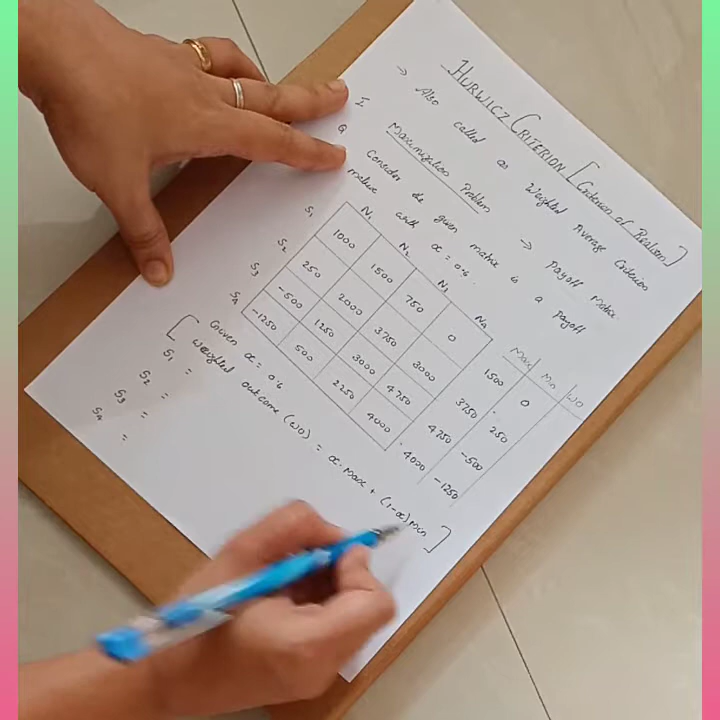 HURWICZ CRITERION [Criterion of Realism]
→ Also called as Weighted Average Criterion
Maximization Problem → Payoff Matrix
Consider the given matrix is a payoff
matrix with α = 0.6.
N1 N2 N3 N4 Max Min WO
S1 1000 1500 750 0 1500 0
S2 250 2000 3750 3000 3750 250
S3 -500 1250 3000 4750 4750 -500
S4 -1250 500 2250 4000 4000 -1250
Given α = 0.6
[Weighted outcome (WO) = α·Max + (1-α)Min]
S1 =
S2 =
S3 =
S4 =